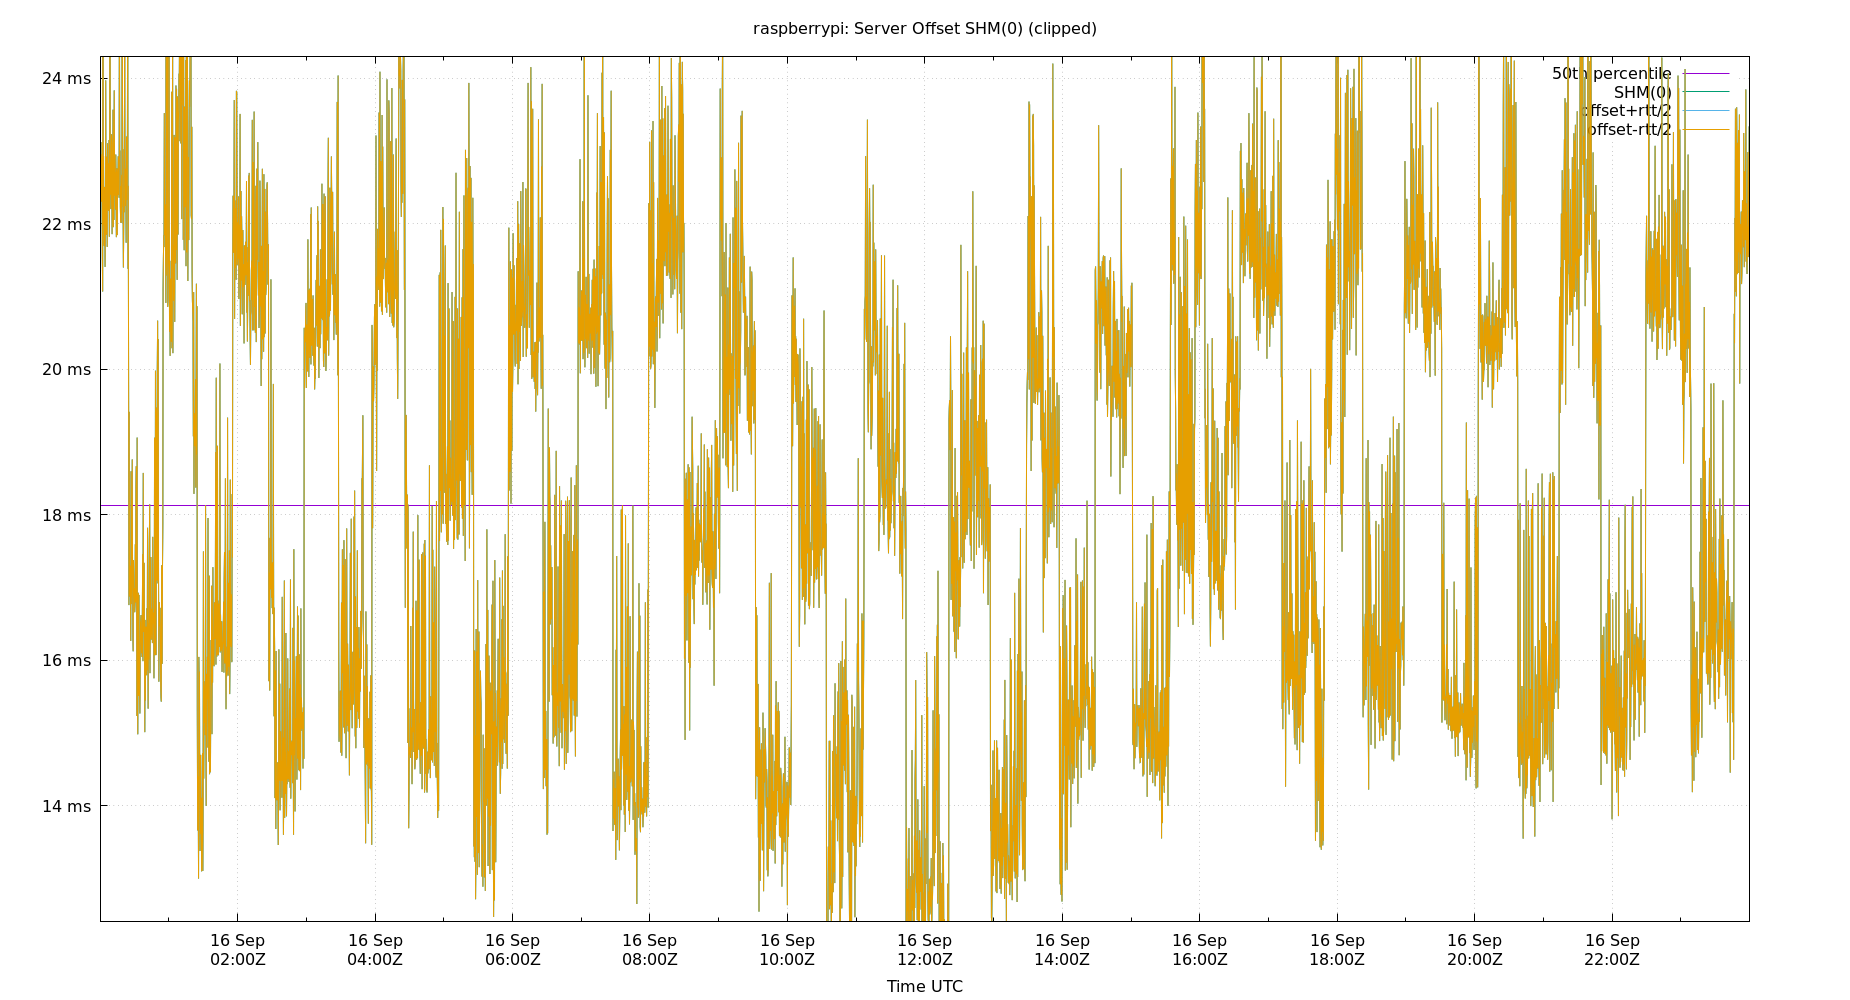 raspberrypi: Server Offset SHM(0) (clipped)
24 ms
22 ms
20 ms
18 ms
16 ms
14 ms
50th percentile
SHM(0)
offset+rtt/2
offset-rtt/2
16 Sep 16 Sep 16 Sep 16 Sep 16 Sep 16 Sep 16 Sep 16 Sep 16 Sep 16 Sep 16 Sep
02:00Z 04:00Z 06:00Z 08:00Z 10:00Z 12:00Z 14:00Z 16:00Z 18:00Z 20:00Z 22:00Z
Time UTC